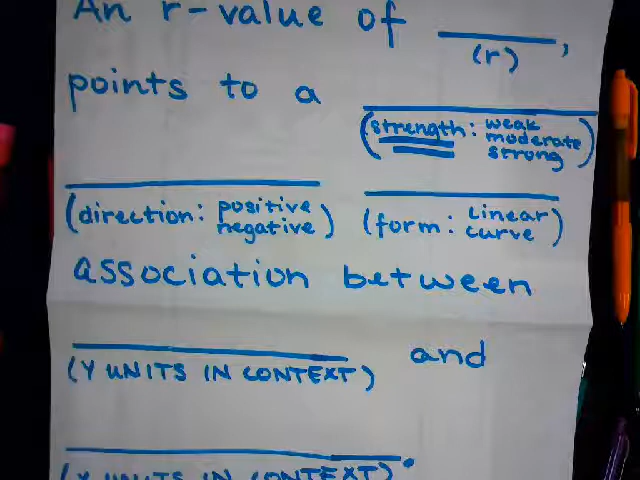 An r-value of ,
(r)
points to a
(strength: weak
moderate
strong)
(direction: positive
negative)
(form: linear
curve)
association between
and
(Y UNITS IN CONTEXT)
.
UNITS IN CONTEXT)